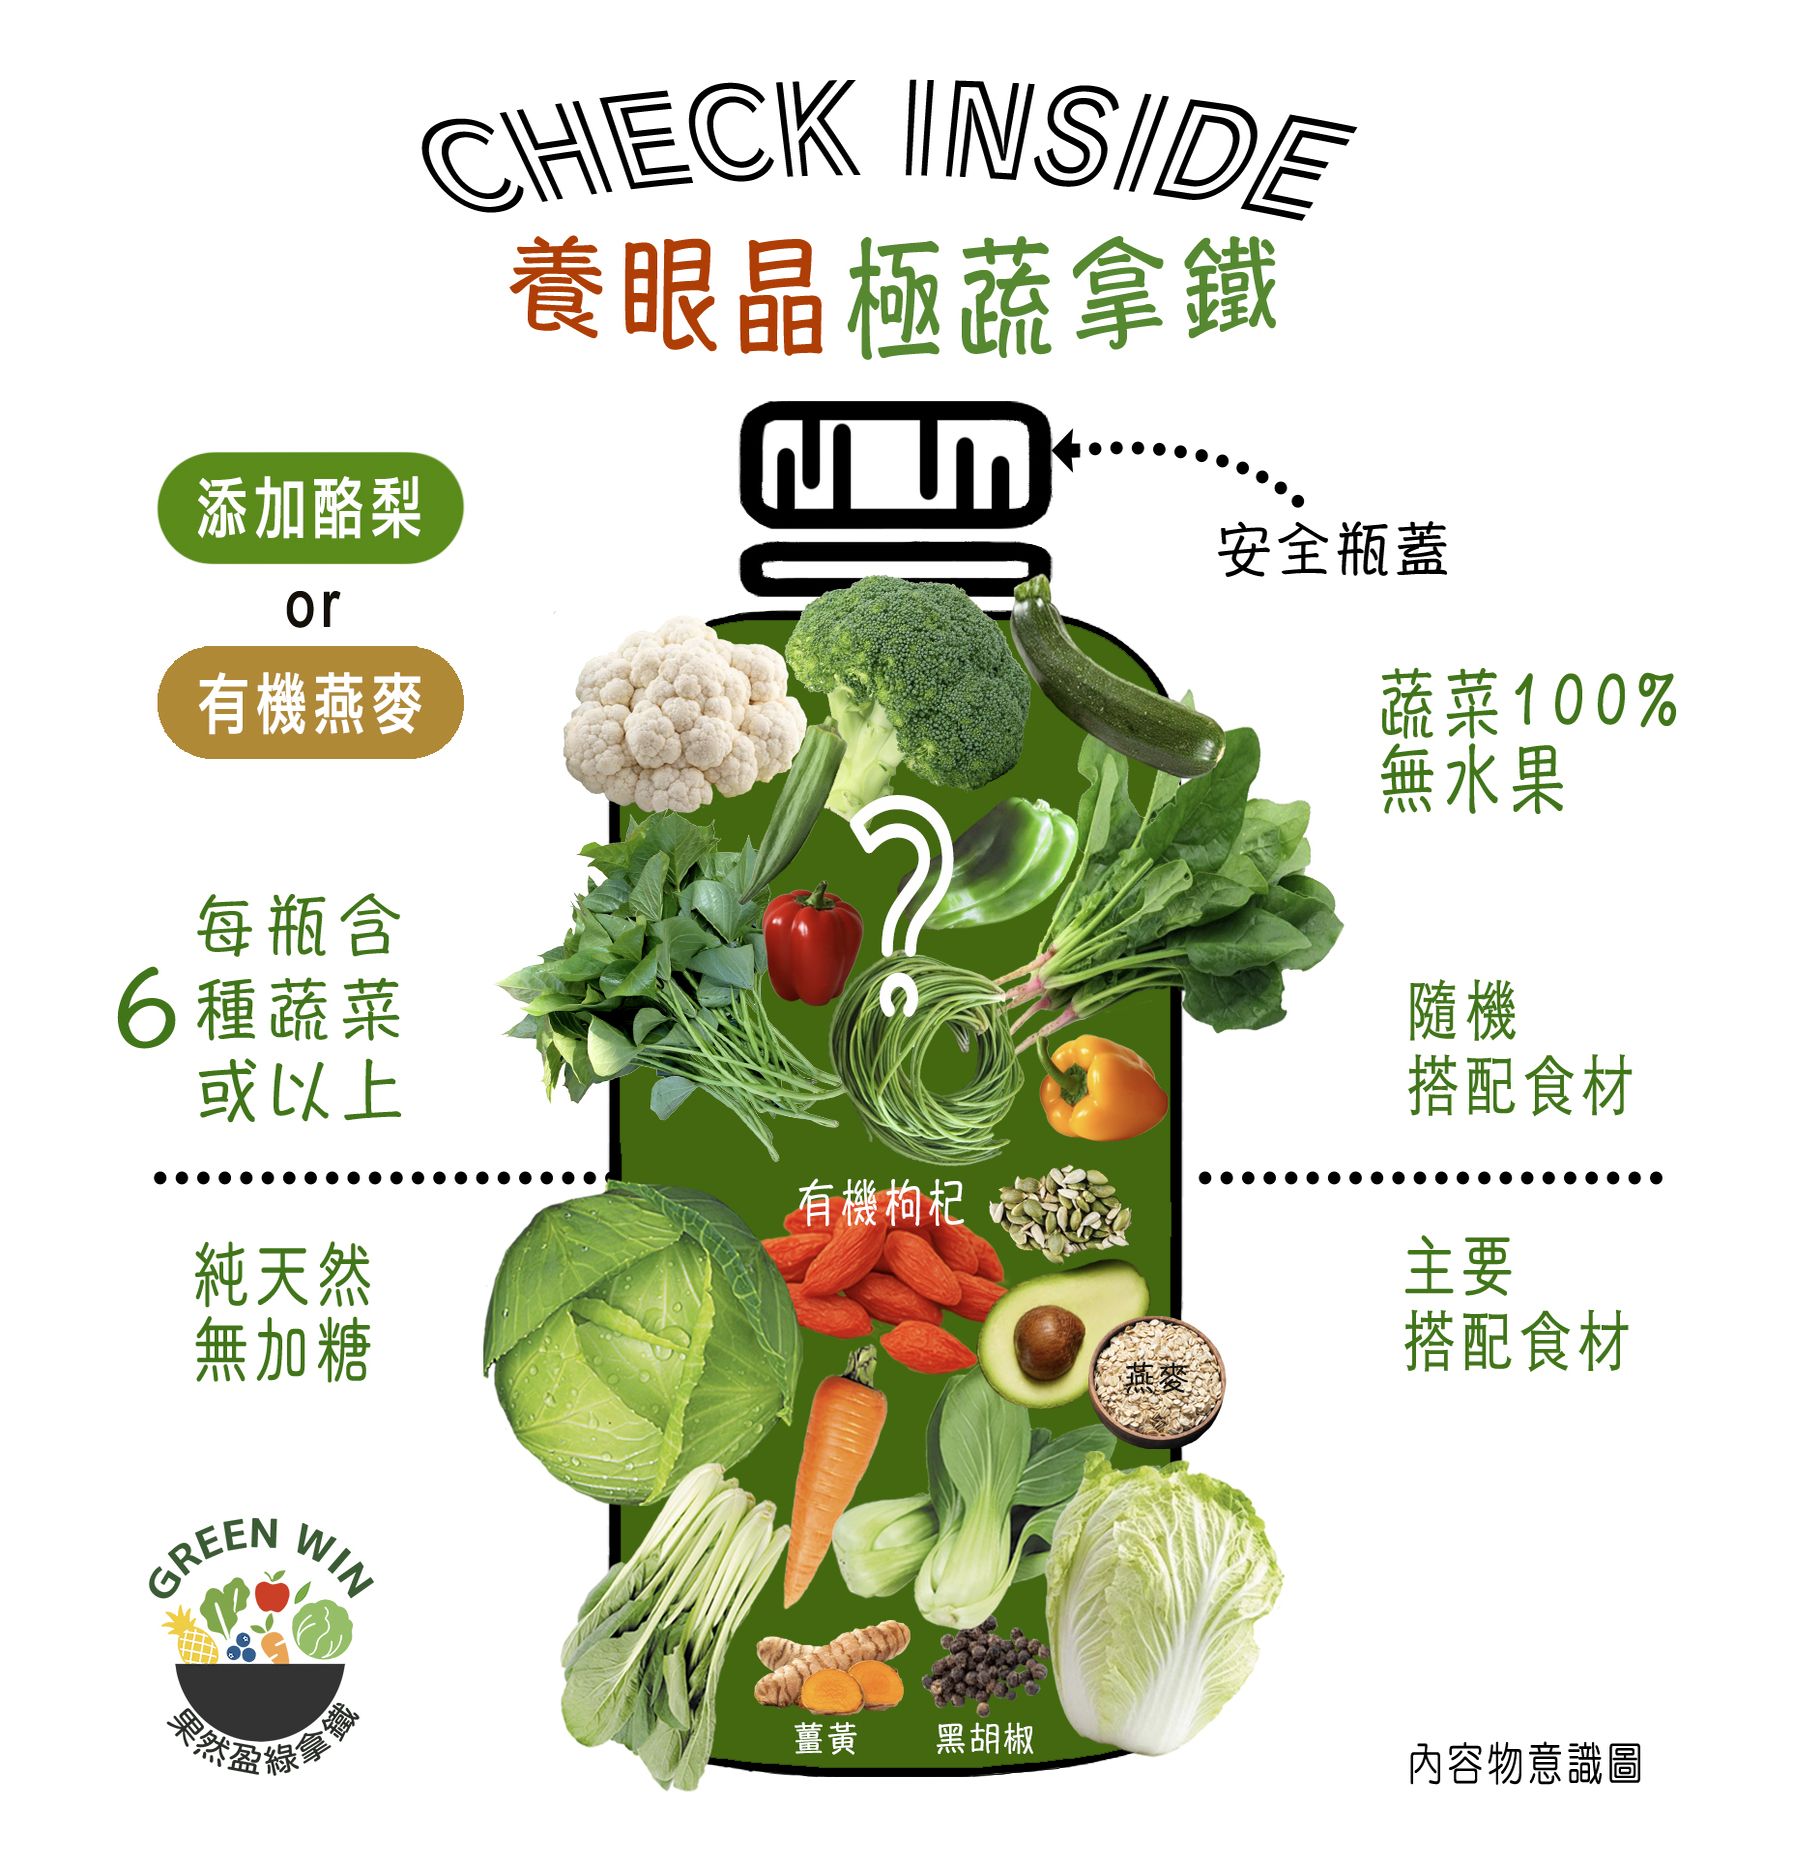 CHECK INSIDE
養眼晶極蔬拿鐵
安全瓶蓋
添加酪梨
or
有機燕麥
蔬菜100%
無水果
每瓶含
6種蔬菜
或以上
?
隨機
搭配食材
有機枸杞
純天然
無加糖
主要
搭配食材
燕麥
GREEN WIN
果然盈綠拿鐵
薑黃
黑胡椒
內容物意識圖